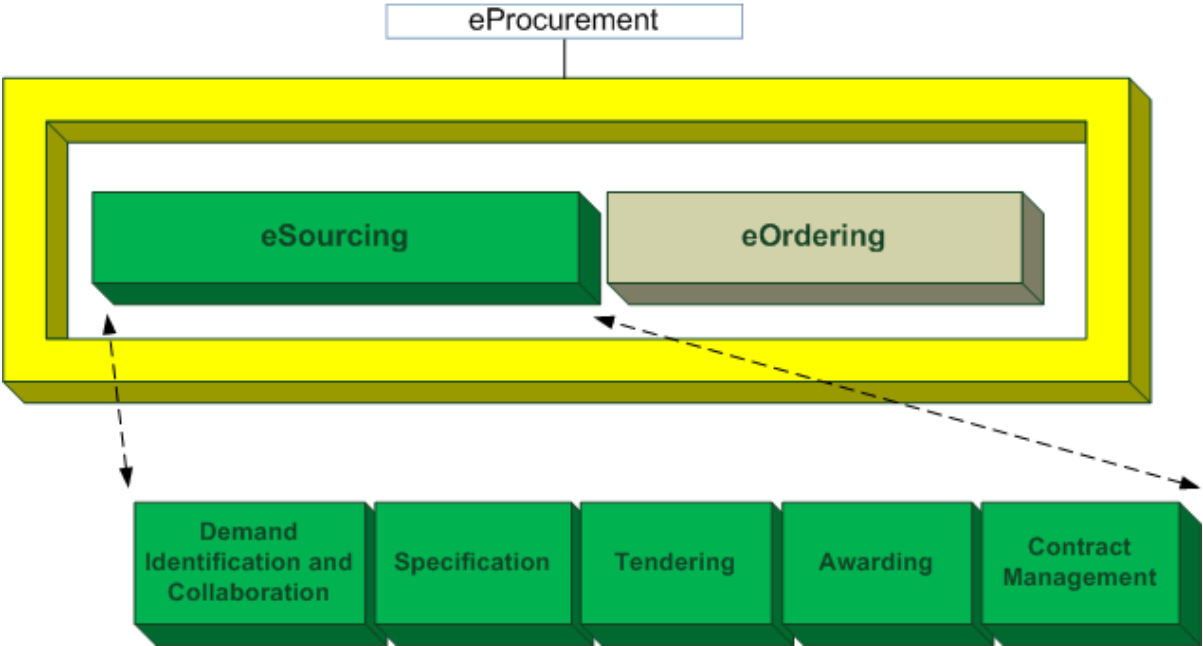 eProcurement
eSourcing
eOrdering
Demand
Identification and
Collaboration
Specification
Tendering
Awarding
Contract
Management